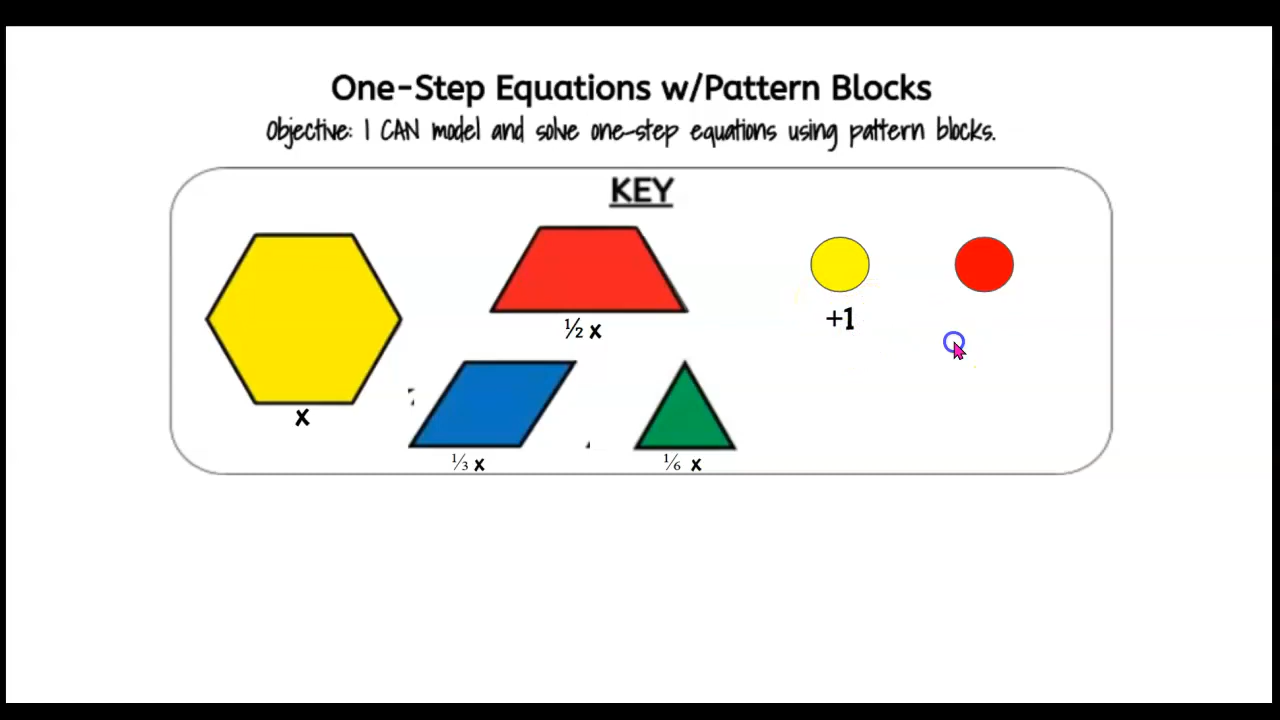 One-Step Equations w/Pattern Blocks
Objective: I CAN model and solve one-step equations using pattern blocks.
KEY
½ x
+1
x
⅓ x
⅙ x